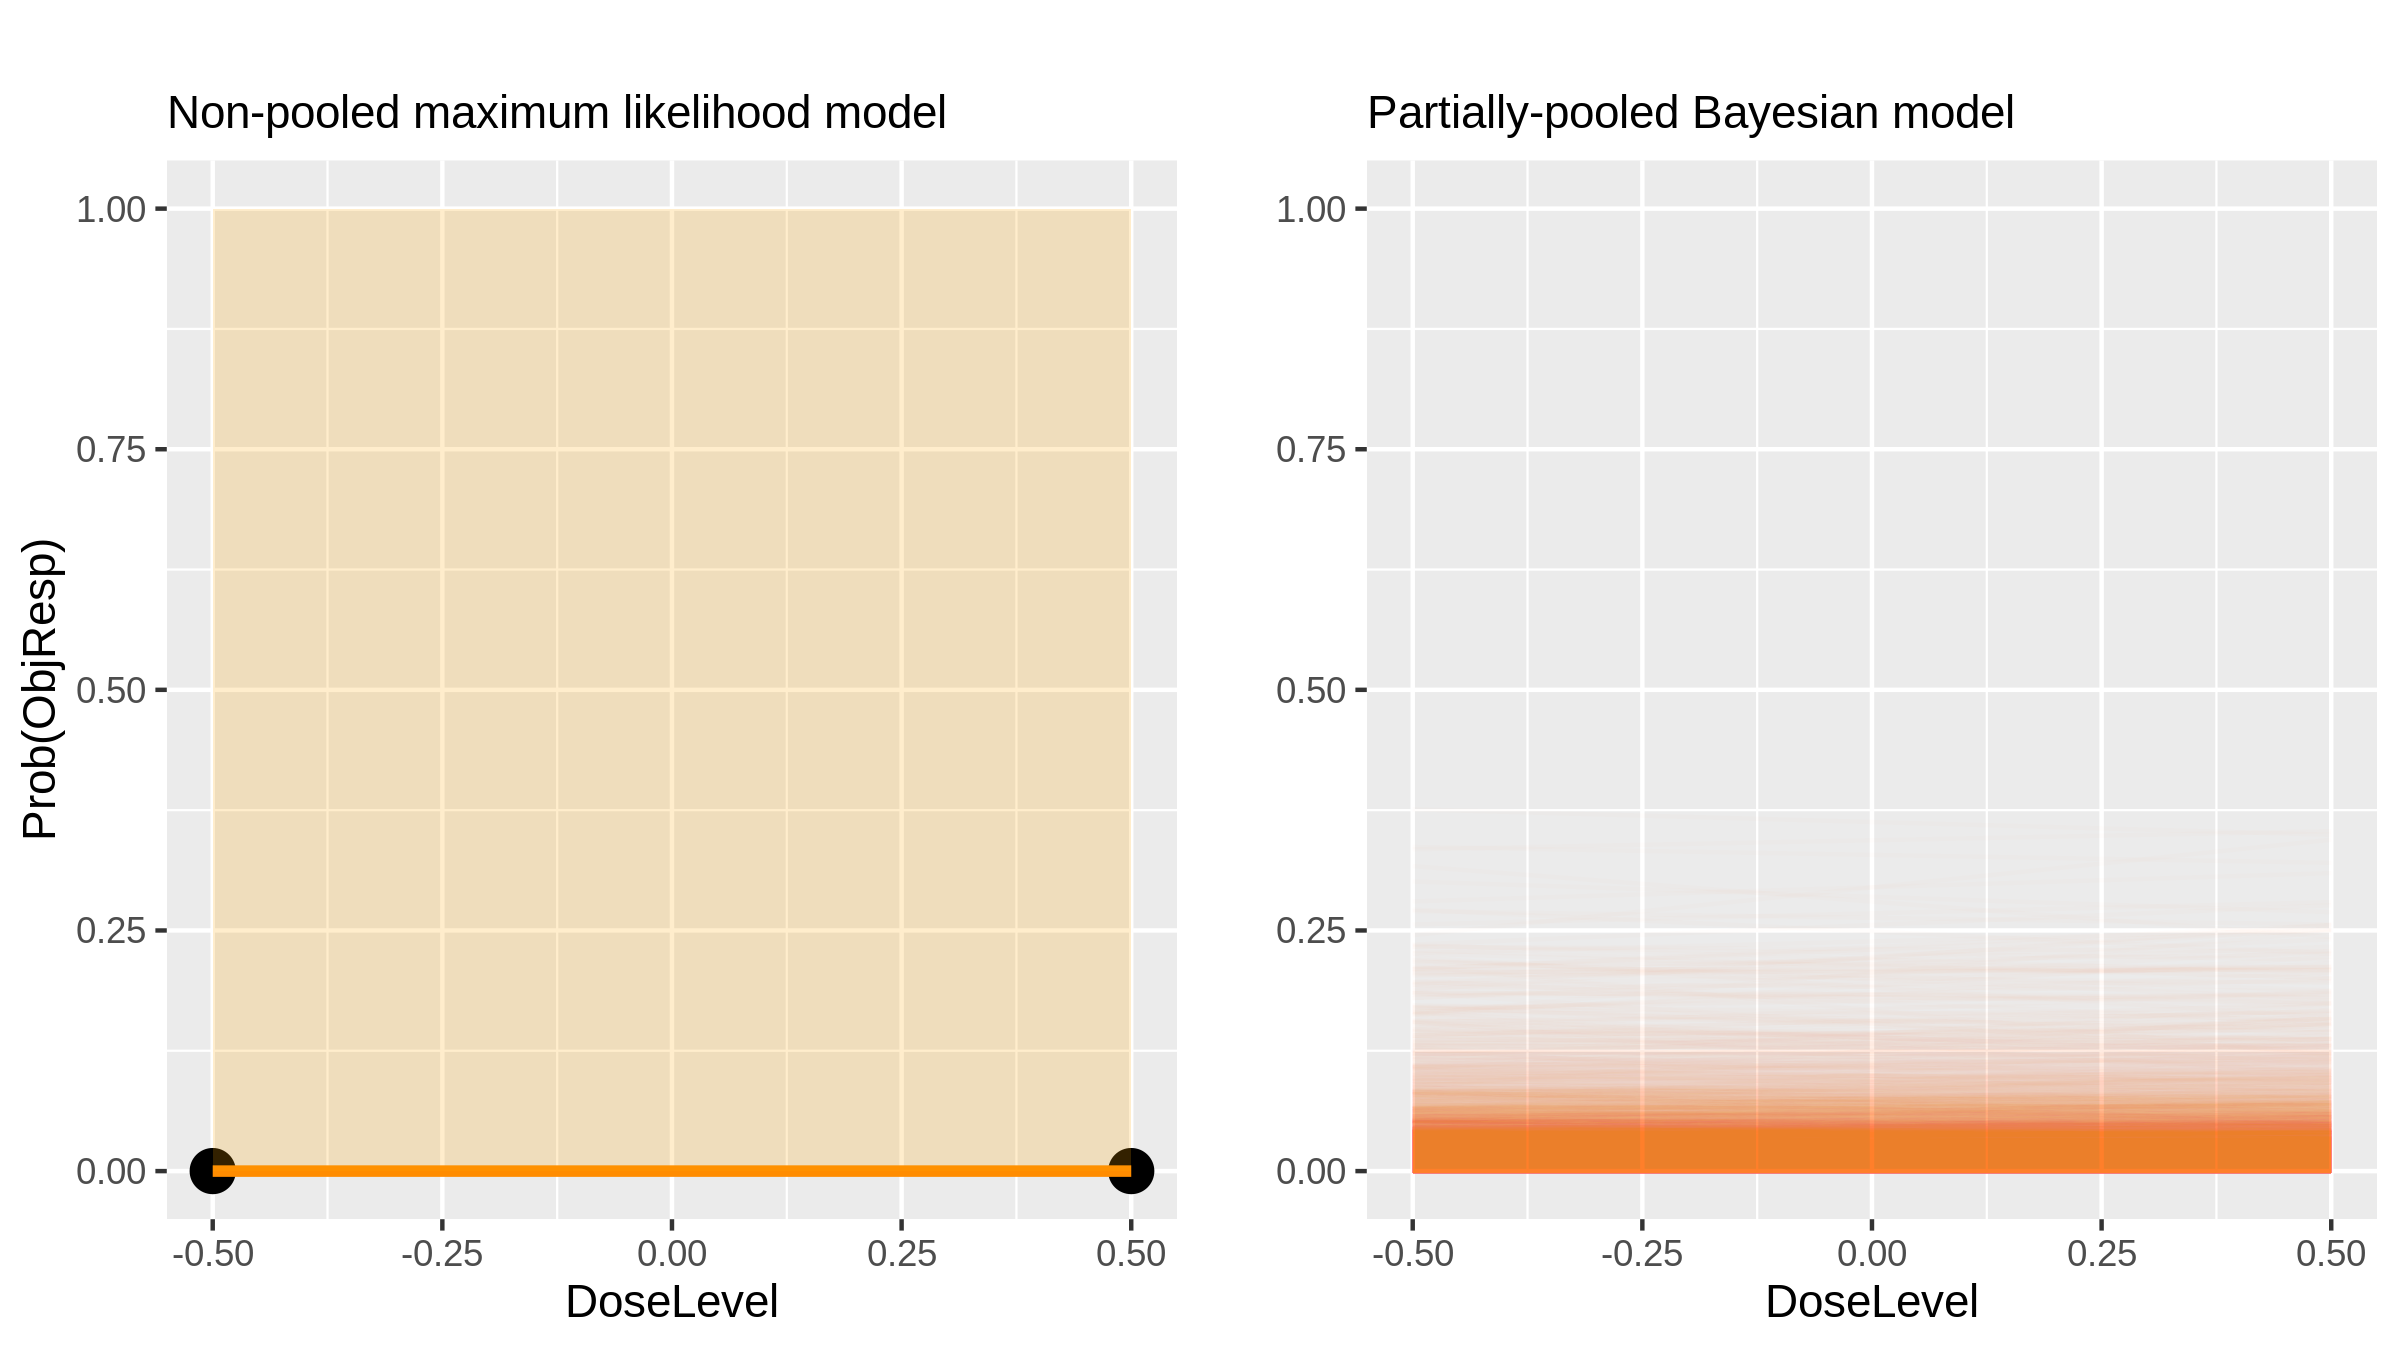 Non-pooled maximum likelihood model
Prob(ObjResp)
1.00
0.75
0.50
0.25
0.00
-0.50 -0.25 0.00 0.25 0.50
DoseLevel
Partially-pooled Bayesian model
1.00
0.75
0.50
0.25
0.00
-0.50 -0.25 0.00 0.25 0.50
DoseLevel